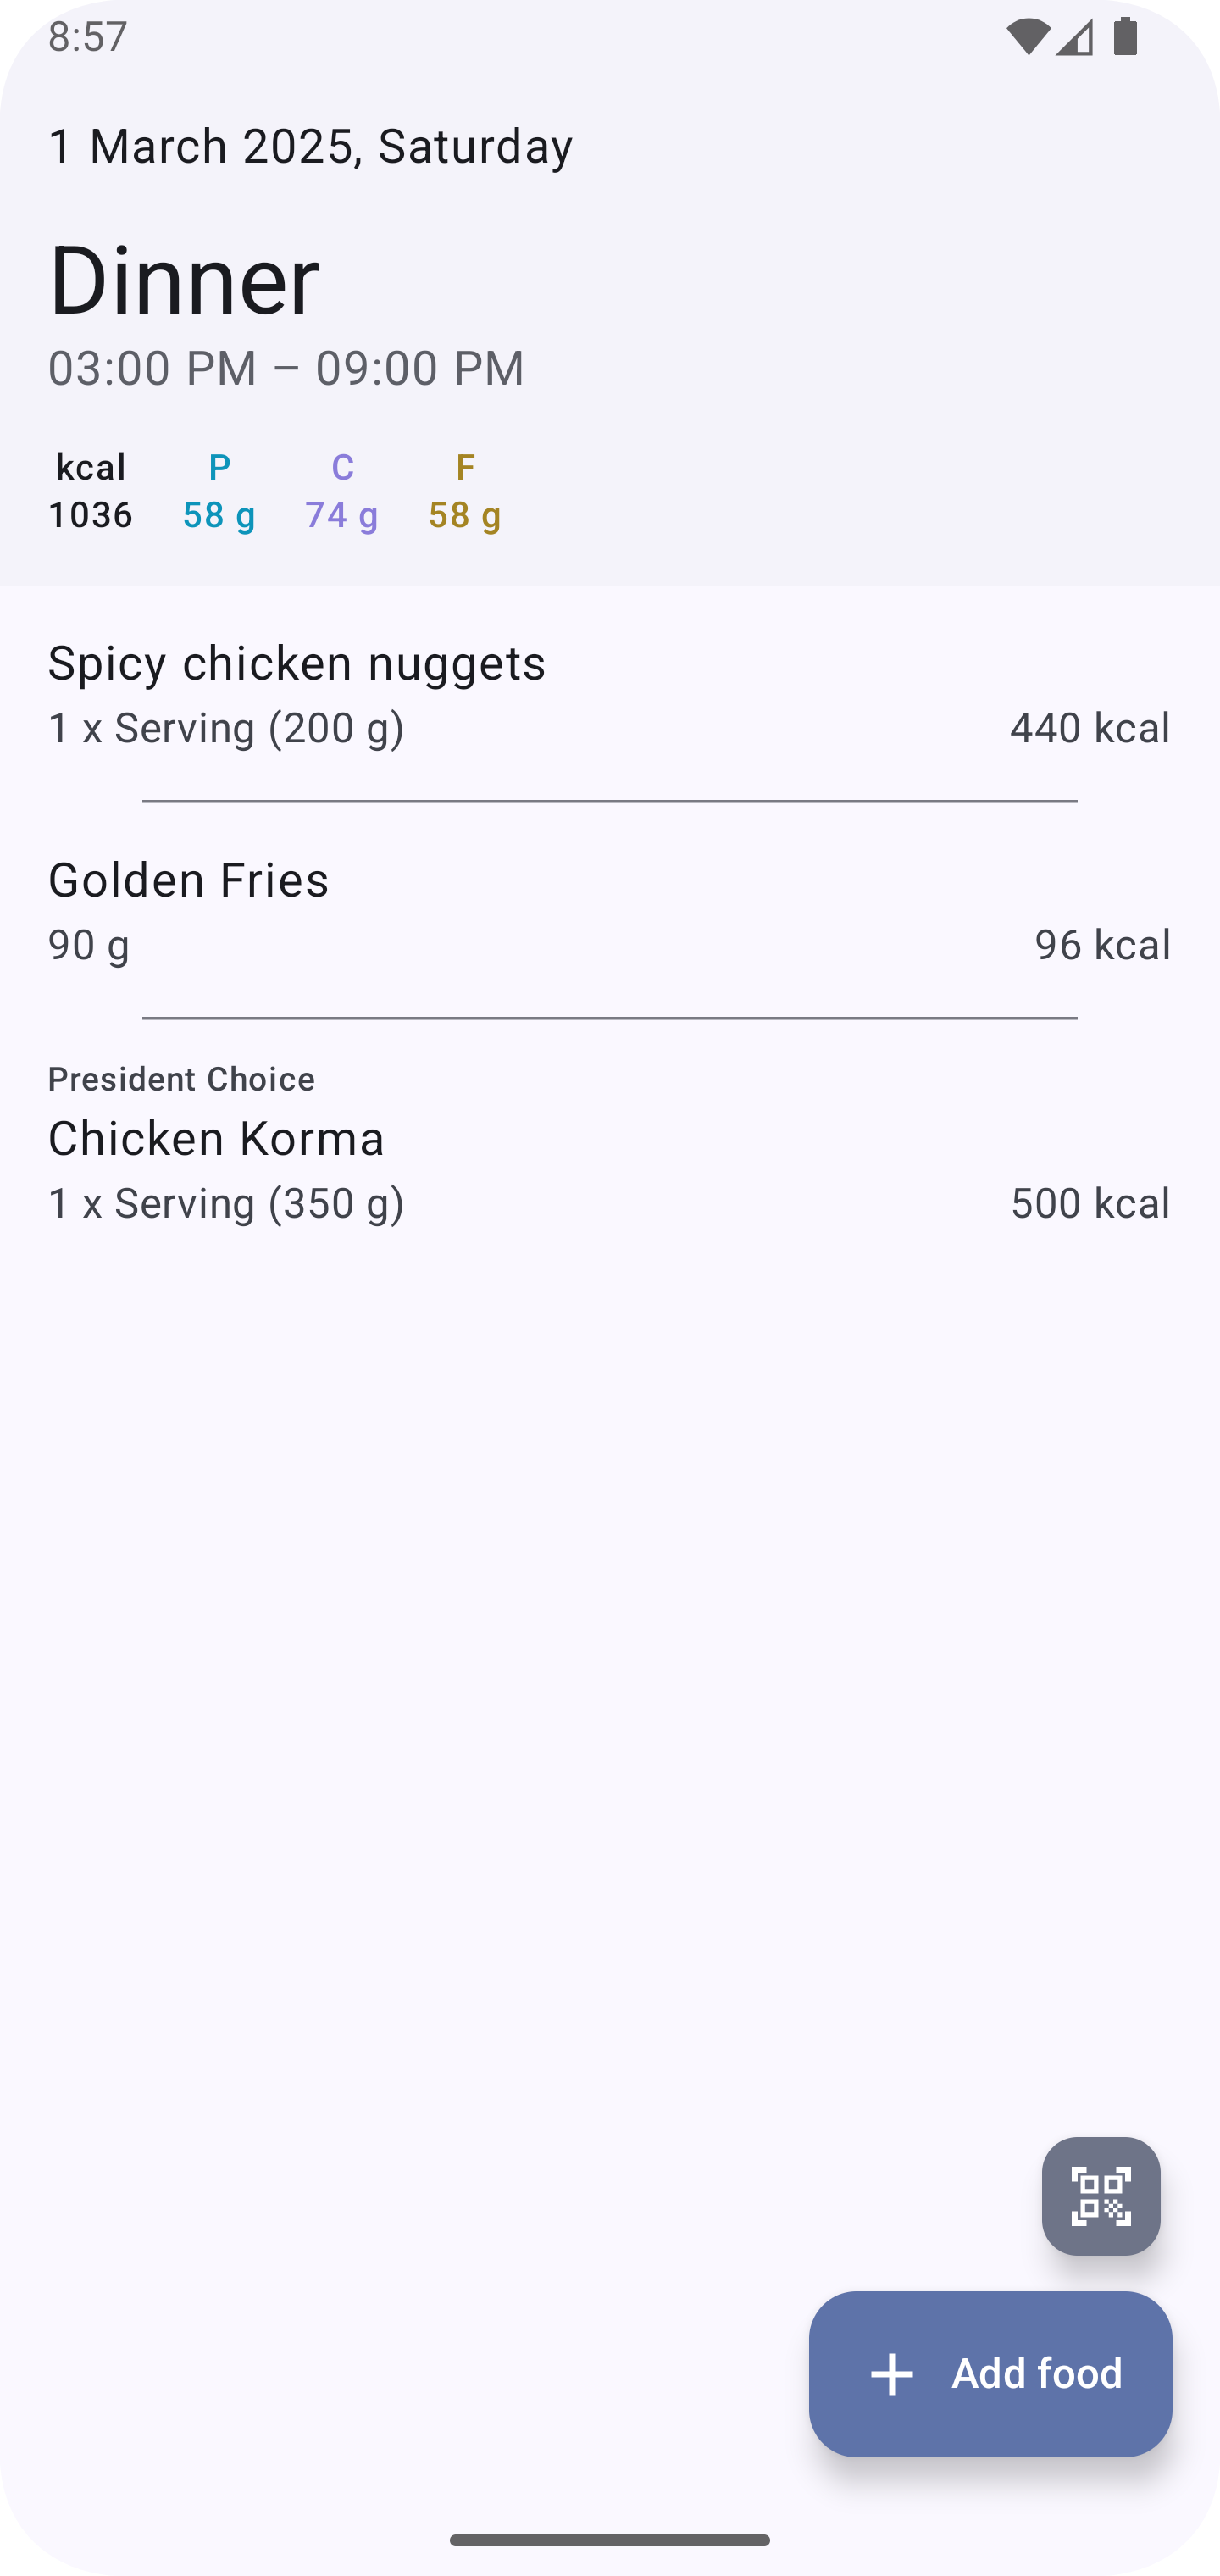 8:57
1 March 2025, Saturday
Dinner
03:00 PM – 09:00 PM
kcal P C F
1036 58 g 74 g 58 g
Spicy chicken nuggets
1 x Serving (200 g) 440 kcal
Golden Fries
90 g 96 kcal
President Choice
Chicken Korma
1 x Serving (350 g) 500 kcal
Add food